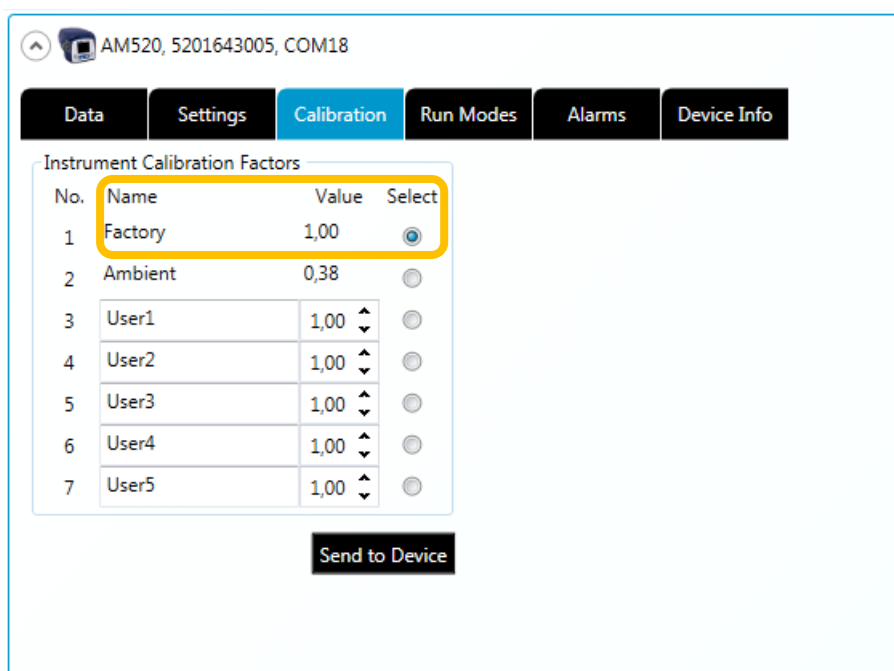 AM520, 5201643005, COM18
Data Settings Calibration Run Modes Alarms Device Info
Instrument Calibration Factors
No. Name Value Select
1 Factory 1,00
2 Ambient 0,38
3 User1 1,00
4 User2 1,00
5 User3 1,00
6 User4 1,00
7 User5 1,00
Send to Device